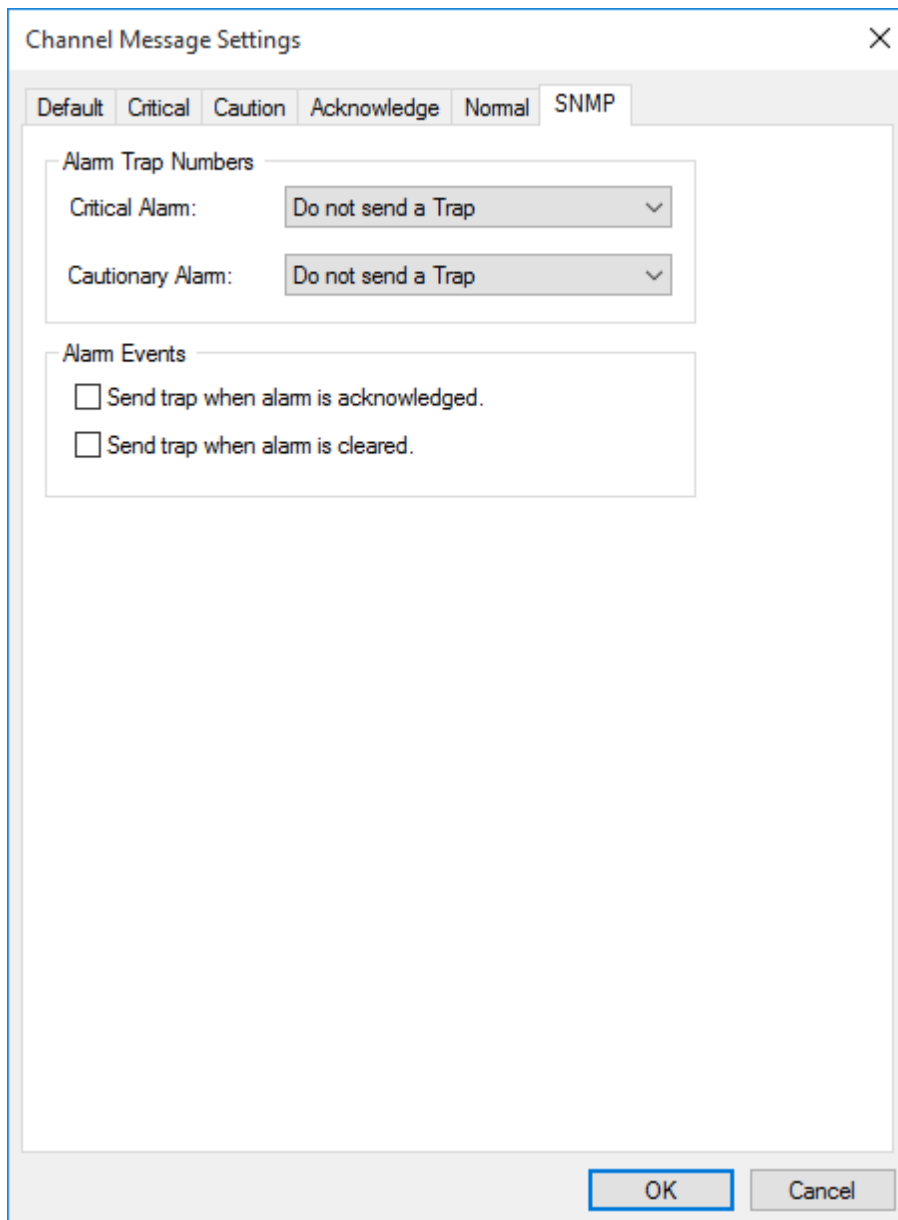 Channel Message Settings
Default Critical Caution Acknowledge Normal SNMP
Alarm Trap Numbers
Critical Alarm: Do not send a Trap
Cautionary Alarm: Do not send a Trap
Alarm Events
Send trap when alarm is acknowledged.
Send trap when alarm is cleared.
OK Cancel